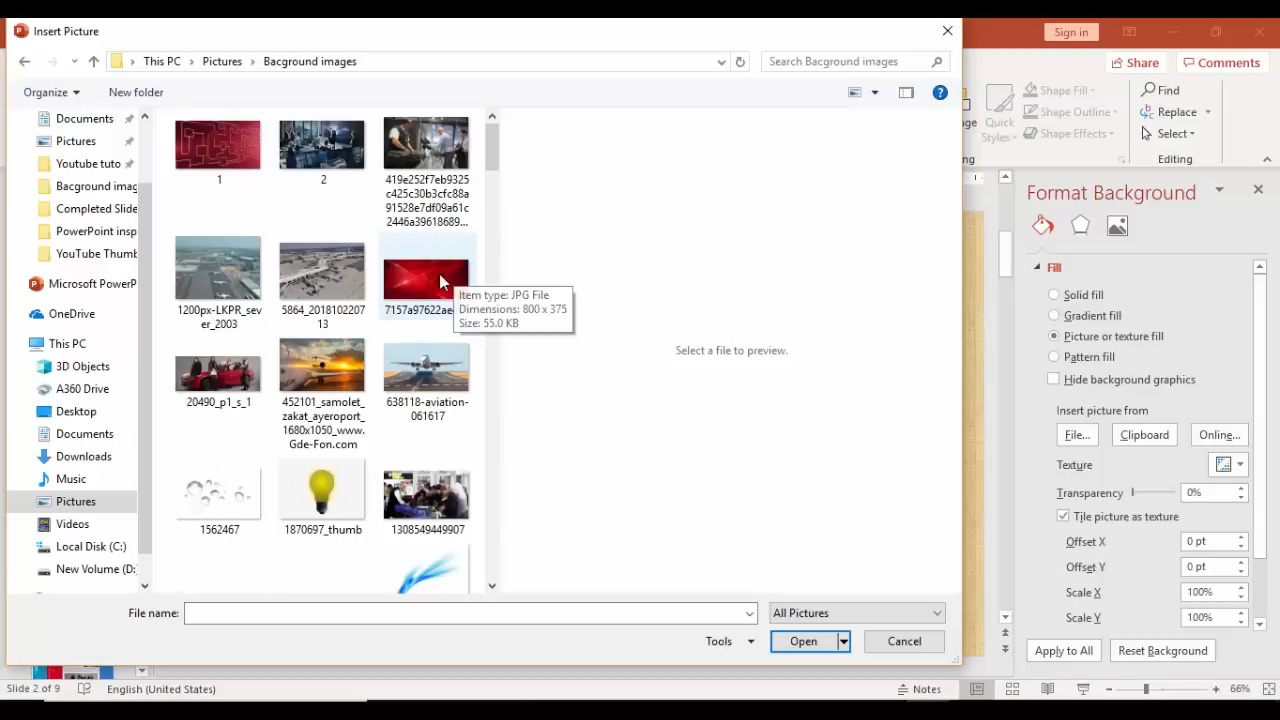 Insert Picture
Sign in
This PC
Pictures
Bacground images
Search Bacground images
Share
Comments
Organize
New folder
Documents
Pictures
Youtube tuto
Bacground imag
Completed Slide
PowerPoint insp
YouTube Thumb
Microsoft PowerP
OneDrive
This PC
3D Objects
A360 Drive
Desktop
Documents
Downloads
Music
Pictures
Videos
Local Disk (C:)
New Volume (D:
1
2
419e252f7eb9325
c425c30b3cfc88a
91528e7df09a61c
2446a39618689...
1200px-LKPR_sev
er_2003
5864_2018102207
13
7157a97622ae
Item type: JPG File
Dimensions: 800 x 375
Size: 55.0 KB
20490_p1_s_1
452101_samolet_
zakat_ayeroport_
1680x1050_www.
Gde-Fon.com
638118-aviation-
061617
1562467
1870697_thumb
1308549449907
Select a file to preview.
File name:
All Pictures
Tools
Open
Cancel
age
Quick
Styles
Shape Fill
Shape Outline
Shape Effects
ng
Find
Replace
Select
Editing
Format Background
Fill
Solid fill
Gradient fill
Picture or texture fill
Pattern fill
Hide background graphics
Insert picture from
File...
Clipboard
Online...
Texture
Transparency
0%
Tile picture as texture
Offset X
0 pt
Offset Y
0 pt
Scale X
100%
Scale Y
100%
Apply to All
Reset Background
Slide 2 of 9
English (United States)
Notes
66%